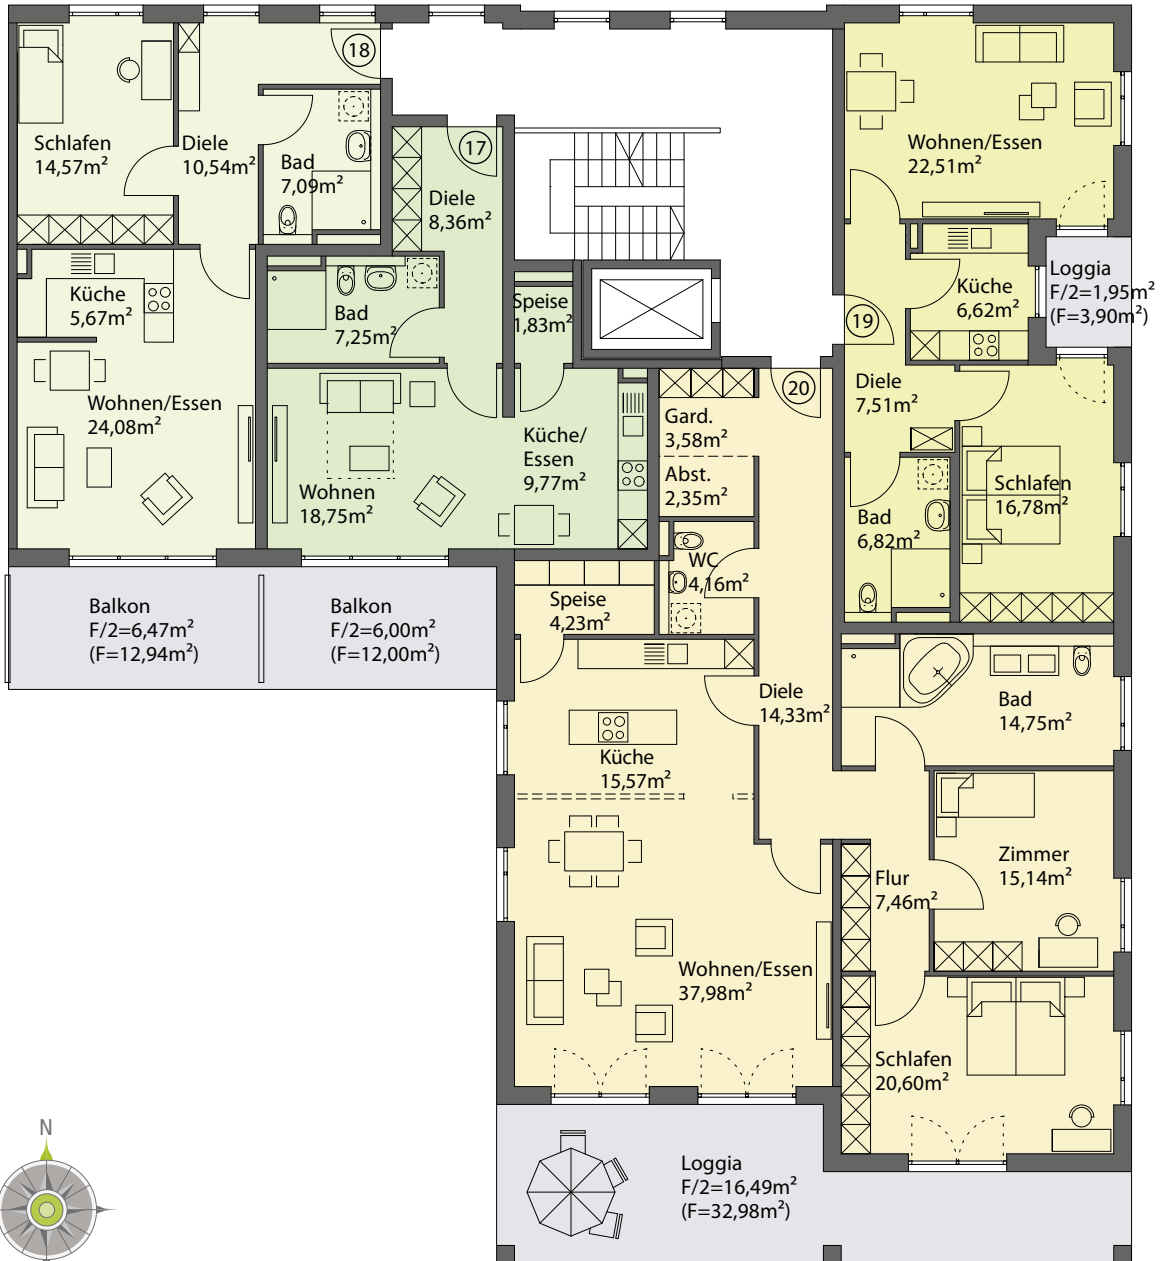 18
Schlafen
14,57m²
Diele
10,54m²
Bad
7,09m²
Küche
5,67m²
Wohnen/Essen
24,08m²
Balkon
F/2=6,47m²
(F=12,94m²)
17
Diele
8,36m²
Bad
7,25m²
Speise
1,83m²
Wohnen
18,75m²
Küche/
Essen
9,77m²
Balkon
F/2=6,00m²
(F=12,00m²)
Wohnen/Essen
22,51m²
Loggia
F/2=1,95m²
(F=3,90m²)
Küche
6,62m²
19
Diele
7,51m²
Schlafen
16,78m²
Bad
6,82m²
20
Gard.
3,58m²
Abst.
2,35m²
WC
4,16m²
Speise
4,23m²
Diele
14,33m²
Bad
14,75m²
Küche
15,57m²
Zimmer
15,14m²
Flur
7,46m²
Wohnen/Essen
37,98m²
Schlafen
20,60m²
Loggia
F/2=16,49m²
(F=32,98m²)
N